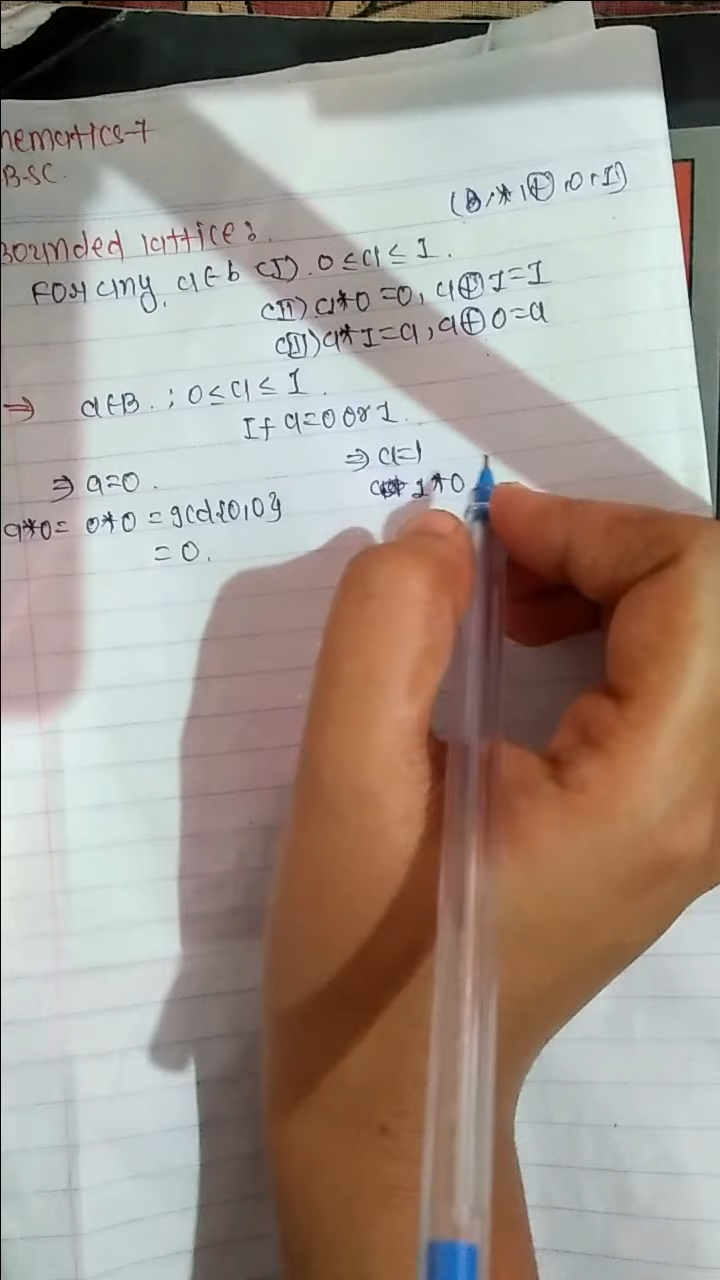 nematics-7
B-SC.
(B,*,⊕,0,I)
Bounded lattice:
For any, a∈b (I). 0≤a≤I.
(II) a*0=0, a⊕I=I
(III) a*I=a, a⊕0=a
⇒ a∈B. ; 0≤a≤I.
If a=0 or 1.
⇒ a=0.
⇒ a=1
a*0= 0*0 = gcd{0,0}
1*0
= 0.